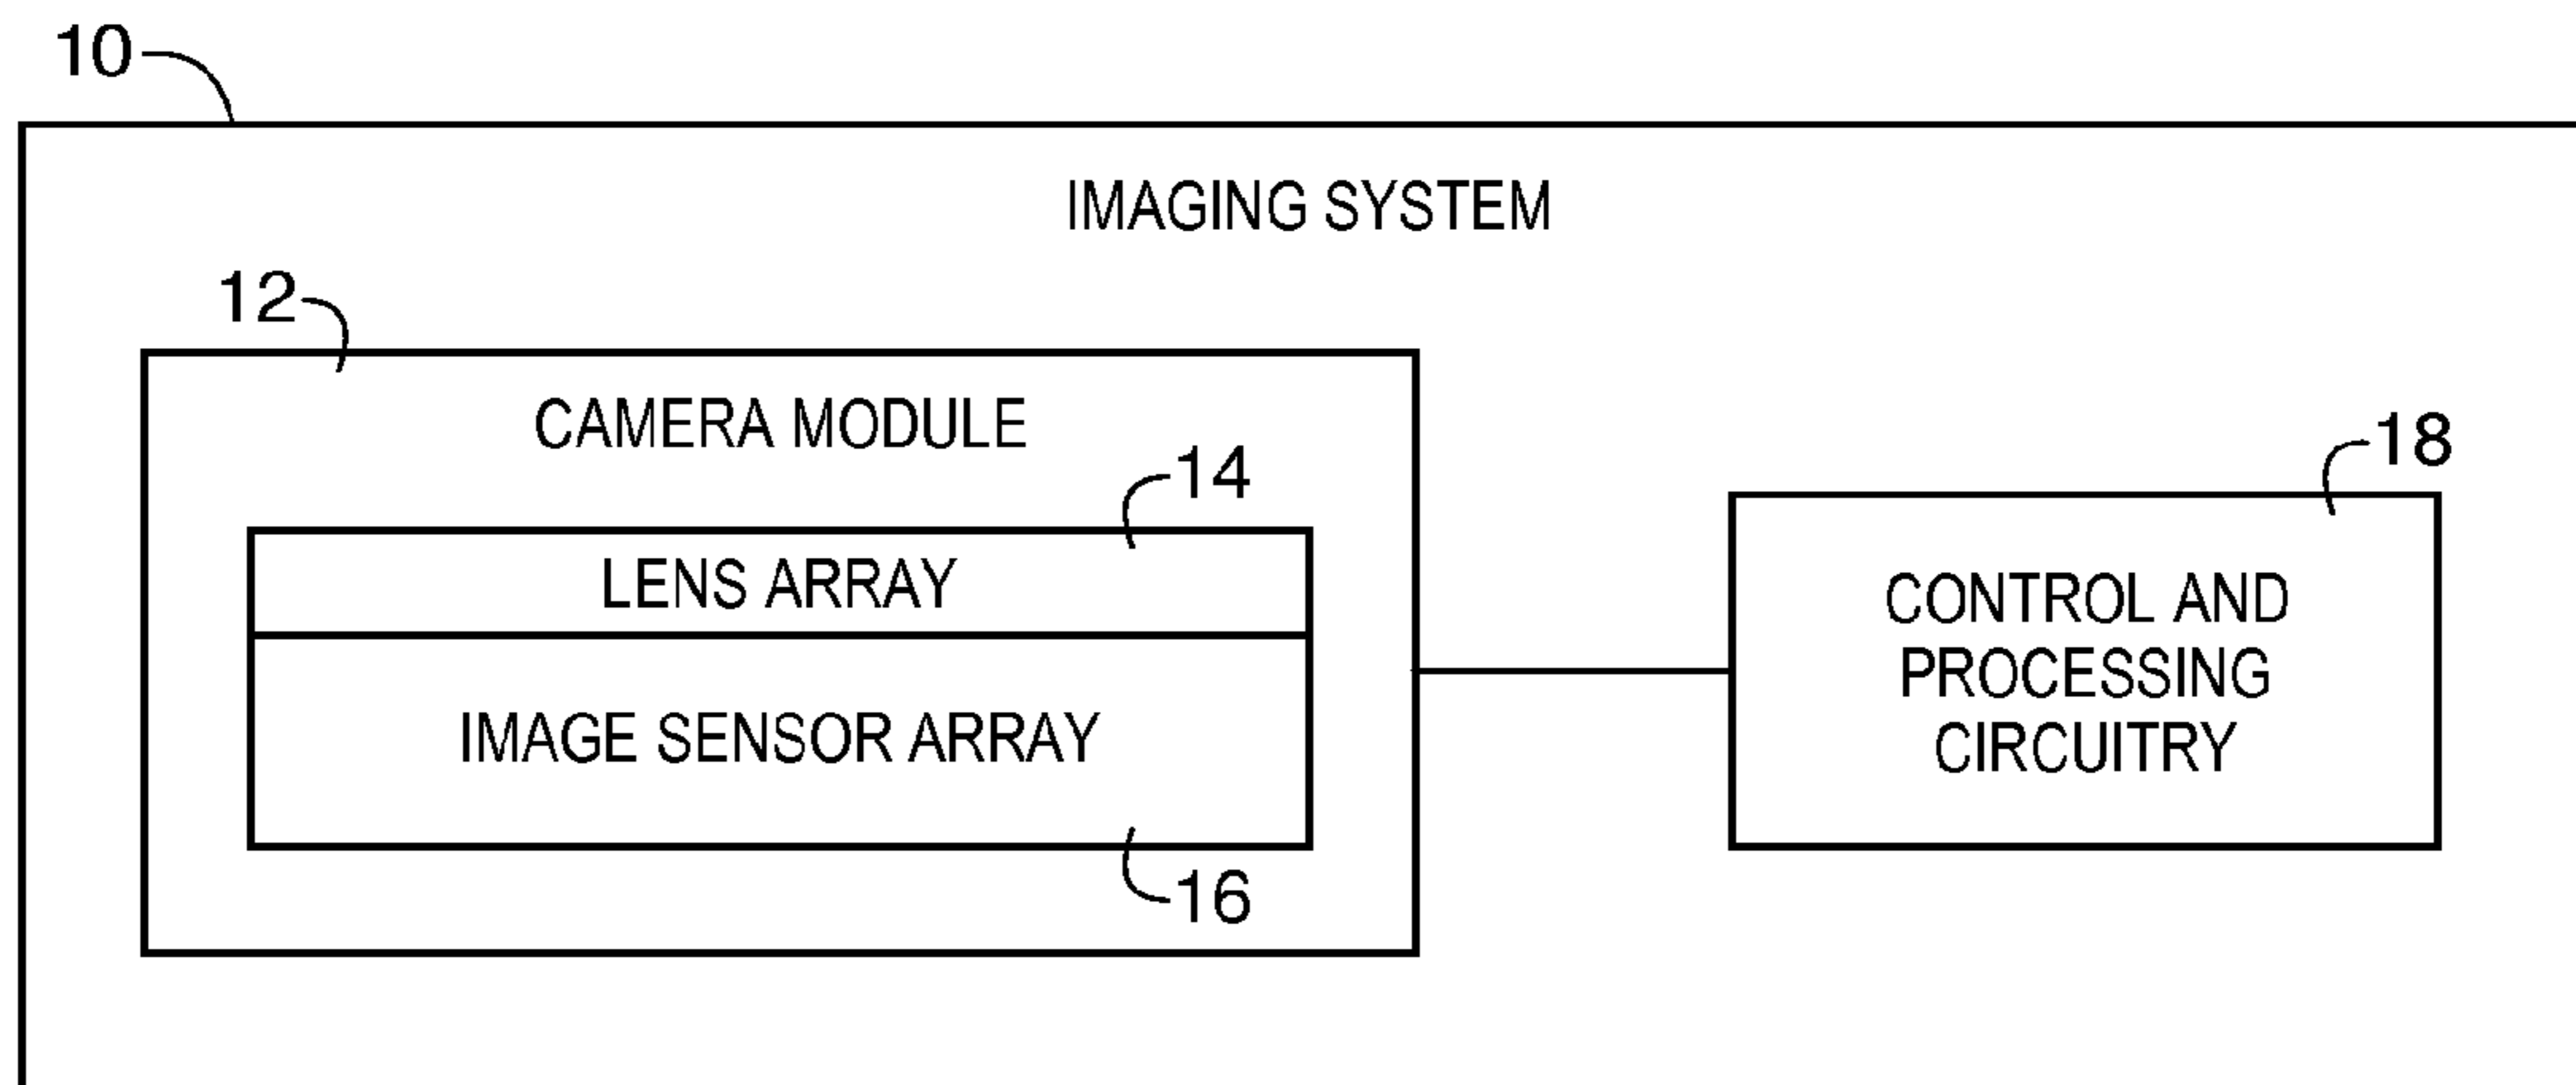 10
IMAGING SYSTEM
12
CAMERA MODULE
14
LENS ARRAY
IMAGE SENSOR ARRAY
16
18
CONTROL AND
PROCESSING
CIRCUITRY